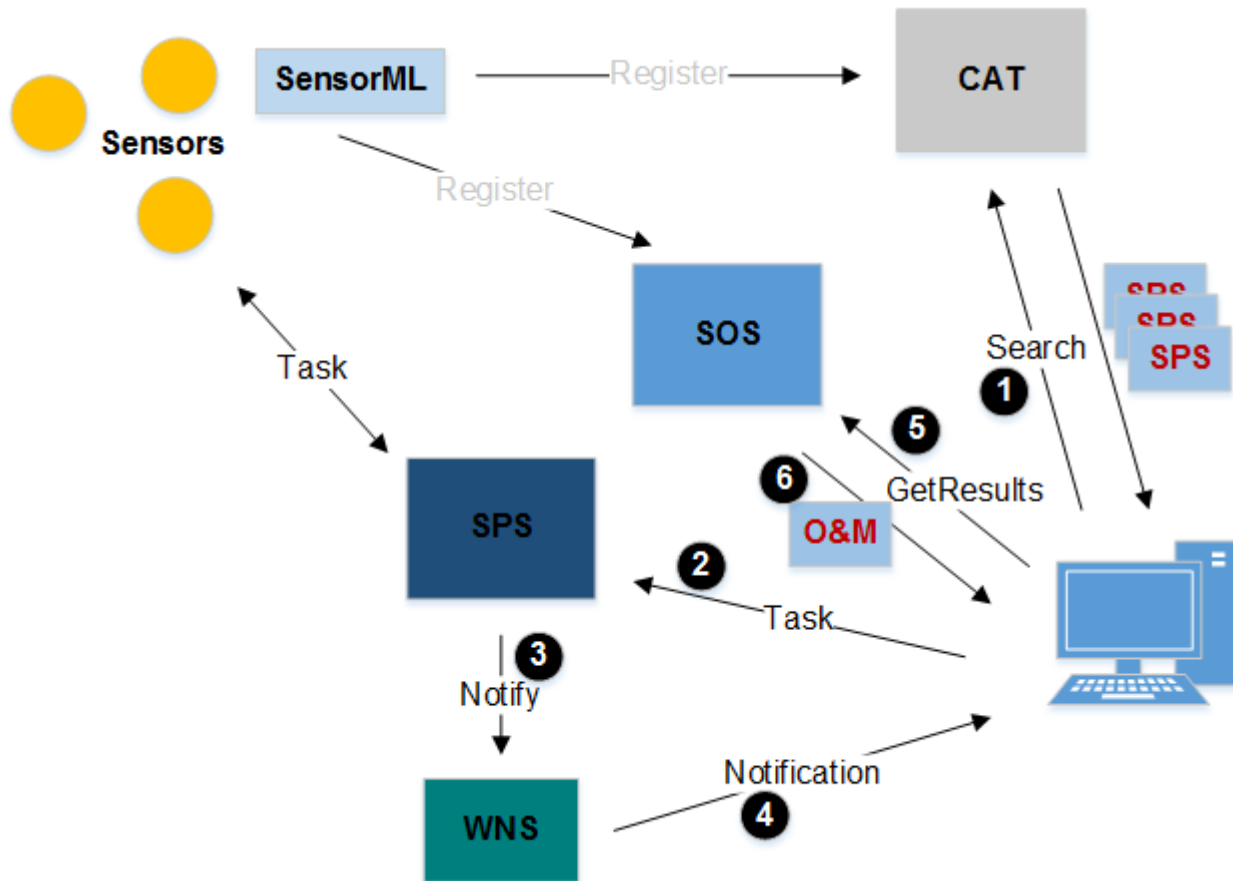 SensorML
Register
CAT
Sensors
Register
SOS
SPS
SPS
SPS
Search
1
Task
5
GetResults
6
O&M
SPS
2
Task
3
Notify
Notification
4
WNS